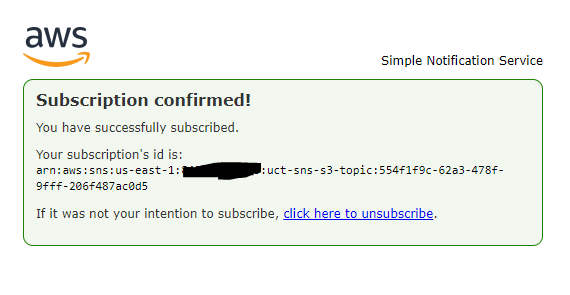 aws
Simple Notification Service
Subscription confirmed!
You have successfully subscribed.
Your subscription's id is:
arn:aws:sns:us-east-1: :uct-sns-s3-topic:554f1f9c-62a3-478f-
9fff-206f487ac0d5
If it was not your intention to subscribe, click here to unsubscribe.